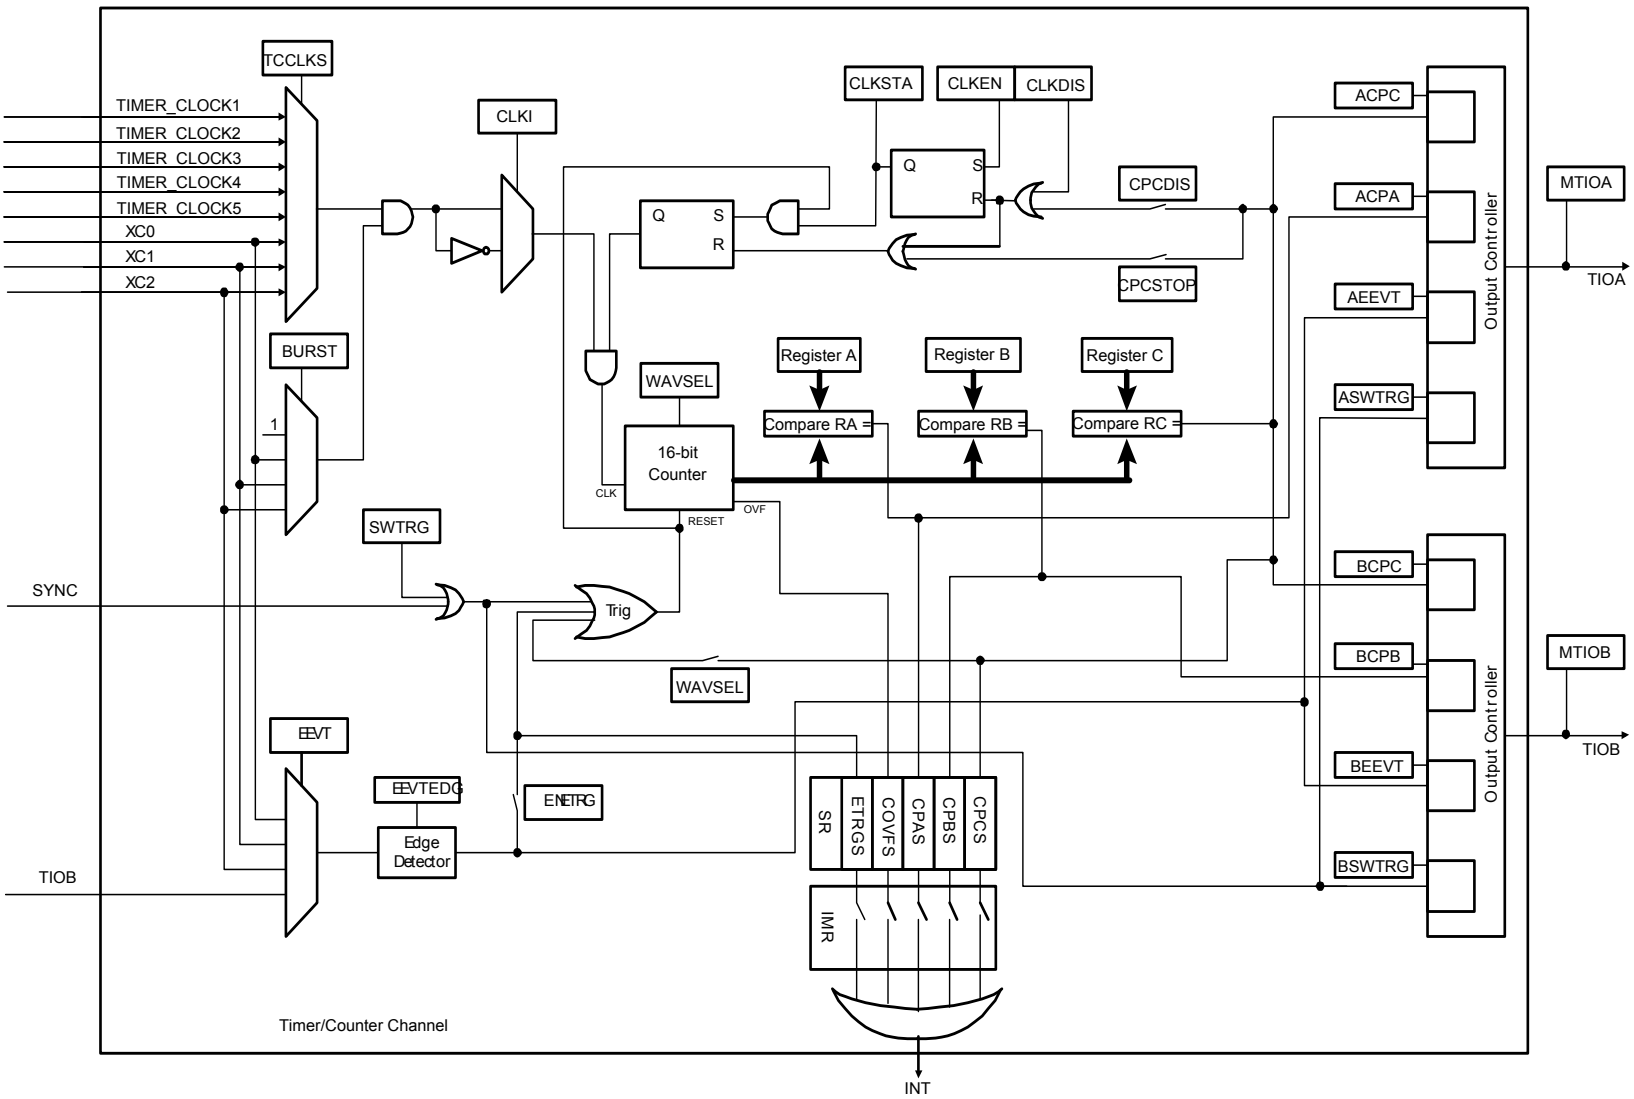 TCCLKS
TIMER_CLOCK1
TIMER_CLOCK2
TIMER_CLOCK3
TIMER_CLOCK4
TIMER_CLOCK5
XC0
XC1
XC2
CLKI
CLKSTA
CLKEN
CLKDIS
Q
S
R
Q
S
R
CPCDIS
CPCSTOP
ACPC
ACPA
AEEVT
ASWTRG
Output Controller
MTIOA
TIOA
BURST
1
WAVSEL
Register A
Register B
Register C
Compare RA =
Compare RB =
Compare RC =
16-bit
Counter
CLK
RESET
OVF
SWTRG
SYNC
Trig
WAVSEL
BCPC
BCPB
BEEVT
BSWTRG
Output Controller
MTIOB
TIOB
EEVT
EEVTEDG
Edge
Detector
ENETRG
TIOB
SR
ETRGS
COVFS
CPAS
CPBS
CPCS
IMR
Timer/Counter Channel
INT